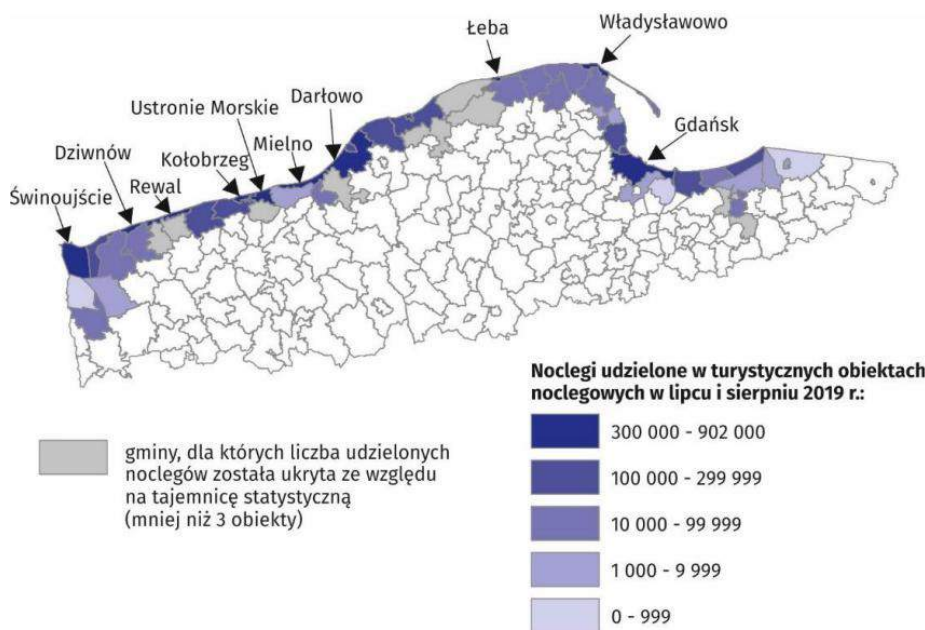 Łeba
Władysławowo
Darłowo
Ustronie Morskie
Mielno
Gdańsk
Kołobrzeg
Dziwnów
Rewal
Świnoujście
Noclegi udzielone w turystycznych obiektach
noclegowych w lipcu i sierpniu 2019 r.:
300 000 - 902 000
100 000 - 299 999
10 000 - 99 999
1 000 - 9 999
0 - 999
gminy, dla których liczba udzielonych
noclegów została ukryta ze względu
na tajemnicę statystyczną
(mniej niż 3 obiekty)